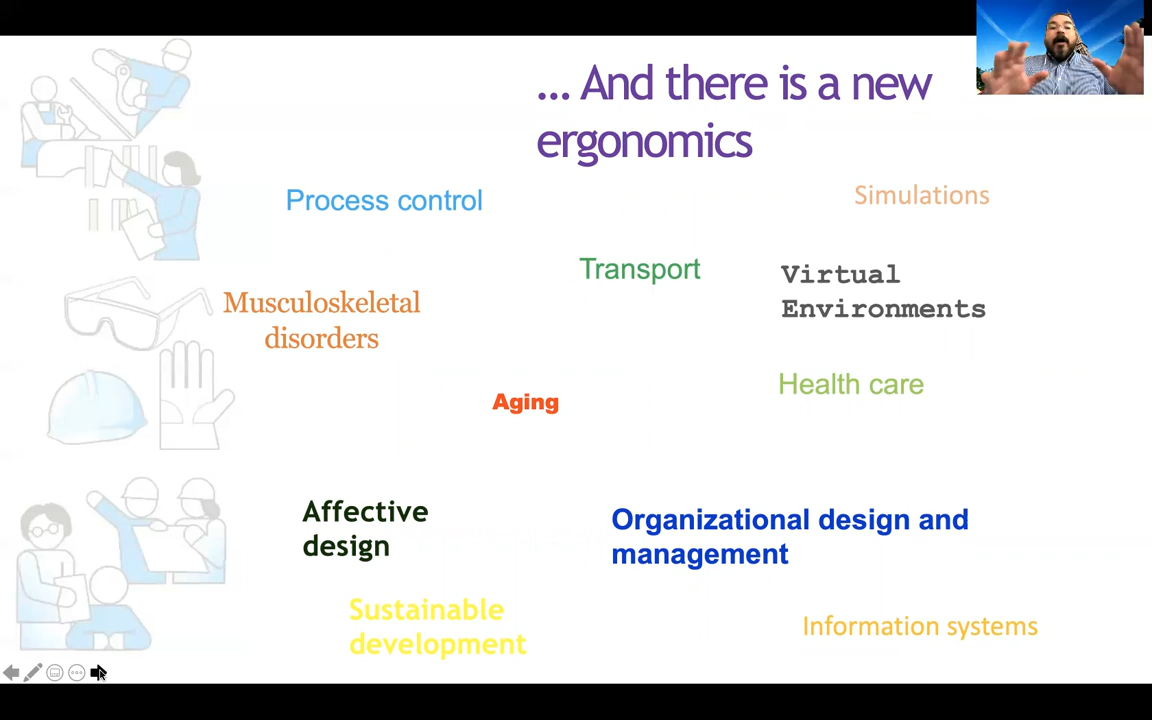 ... And there is a new
ergonomics
Process control
Simulations
Transport
Virtual
Environments
Musculoskeletal
disorders
Health care
Aging
Affective
design
Organizational design and
management
Sustainable
development
Information systems